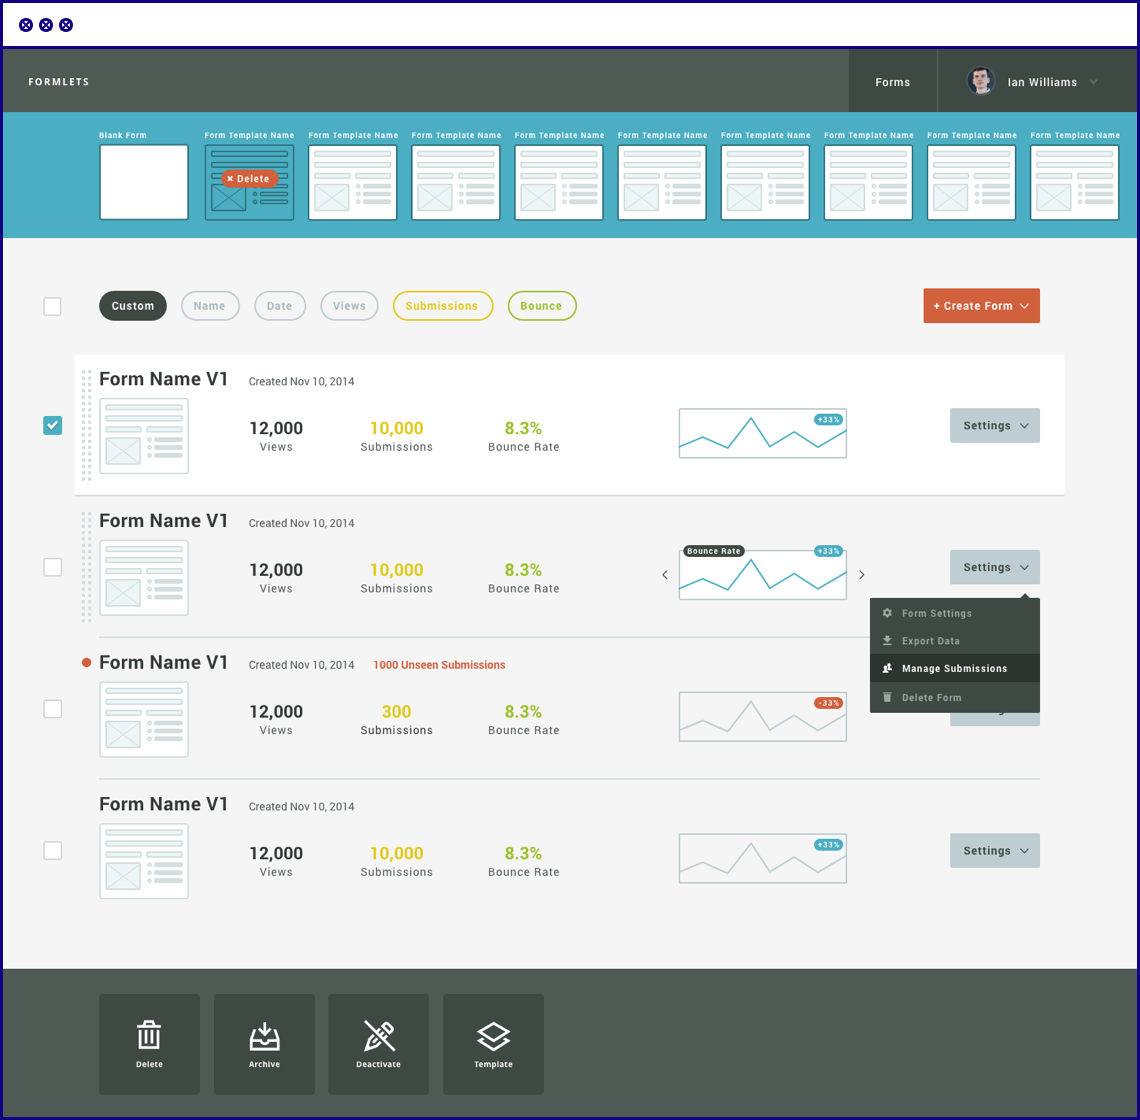 FORMLETS
Forms
Ian Williams
Blank Form
Form Template Name
Form Template Name
Form Template Name
Form Template Name
Form Template Name
Form Template Name
Form Template Name
Form Template Name
Form Template Name
× Delete
Custom
Name
Date
Views
Submissions
Bounce
+ Create Form
Form Name V1
Created Nov 10, 2014
12,000
Views
10,000
Submissions
8.3%
Bounce Rate
+33%
Settings
Form Name V1
Created Nov 10, 2014
12,000
Views
10,000
Submissions
8.3%
Bounce Rate
Bounce Rate
+33%
Settings
Form Settings
Export Data
Manage Submissions
Delete Form
Form Name V1
Created Nov 10, 2014
1000 Unseen Submissions
12,000
Views
300
Submissions
8.3%
Bounce Rate
-33%
Form Name V1
Created Nov 10, 2014
12,000
Views
10,000
Submissions
8.3%
Bounce Rate
+33%
Settings
Delete
Archive
Deactivate
Template